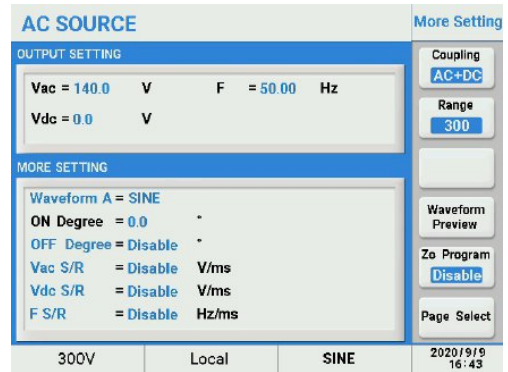 AC SOURCE
More Setting
OUTPUT SETTING
Vac = 140.0 V F = 50.00 Hz
Vdc = 0.0 V
MORE SETTING
Waveform A = SINE
ON Degree = 0.0 °
OFF Degree = Disable °
Vac S/R = Disable V/ms
Vdc S/R = Disable V/ms
F S/R = Disable Hz/ms
Coupling
AC+DC
Range
300
Waveform
Preview
Zo Program
Disable
Page Select
300V Local SINE
2020/9/9
16:43